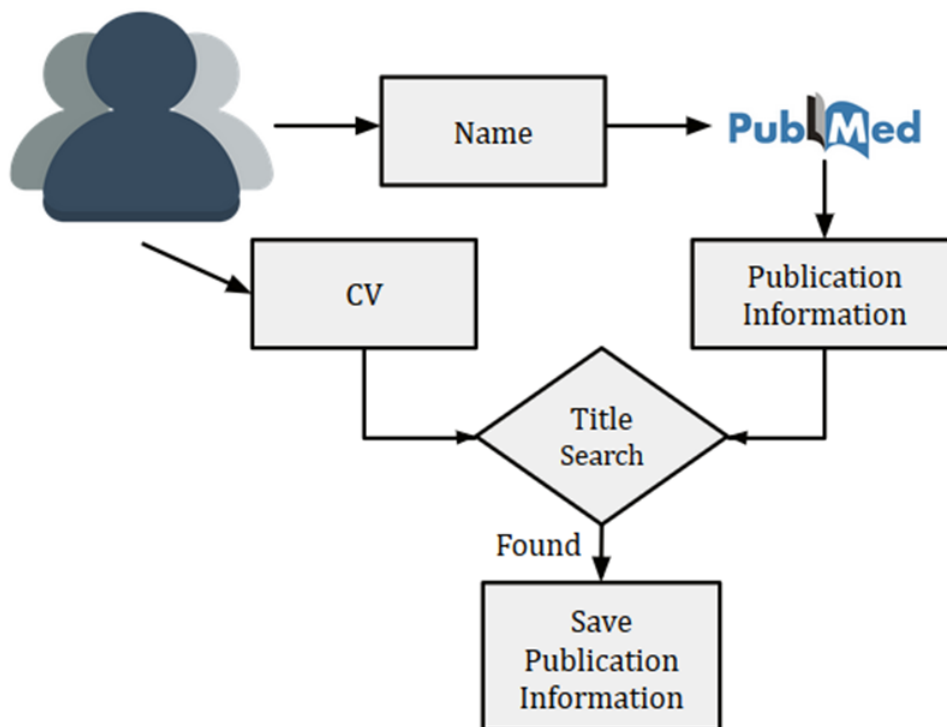 Name
PubMed
CV
Publication
Information
Title
Search
Found
Save
Publication
Information